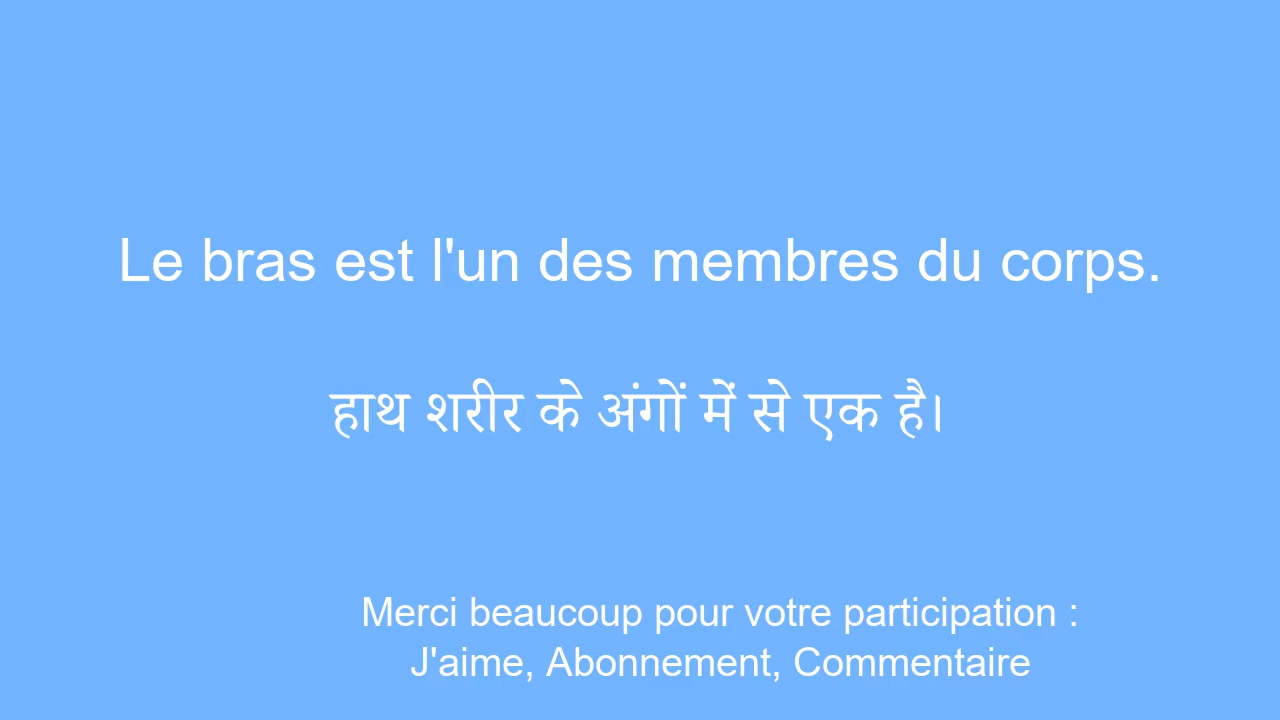 Le bras est l'un des membres du corps.
हाथ शरीर के अंगों में से एक है।
Merci beaucoup pour votre participation :
J'aime, Abonnement, Commentaire